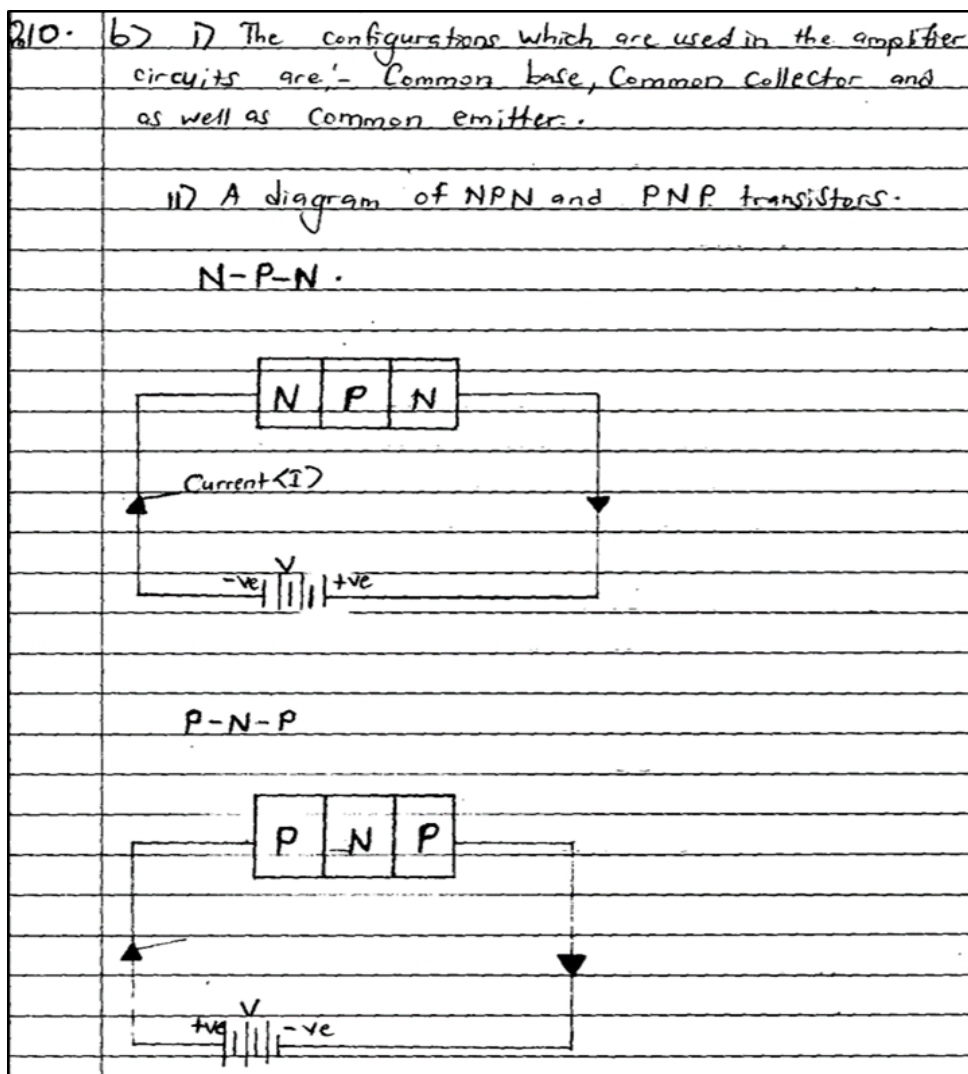 210. b> i> The configurations which are used in the amplifier
circuits are:- Common base, Common collector and
as well as common emitter.
ii> A diagram of NPN and PNP transistors.
N-P-N.
N P N
Current <I>
V
-ve +ve
P-N-P
P N P
V
+ve -ve